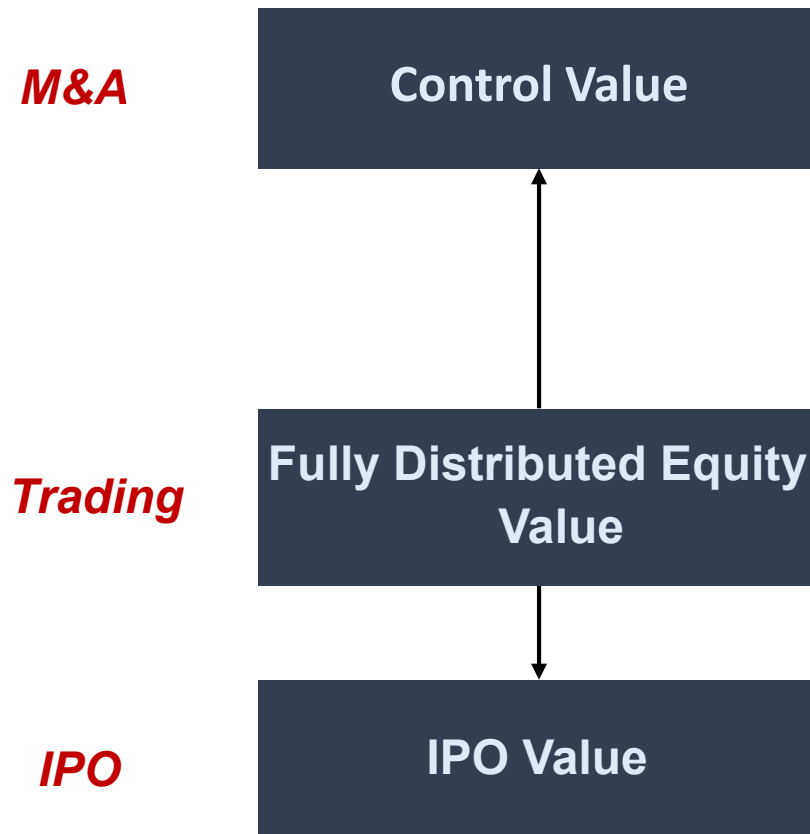 M&A
Control Value
Trading
Fully Distributed Equity
Value
IPO
IPO Value